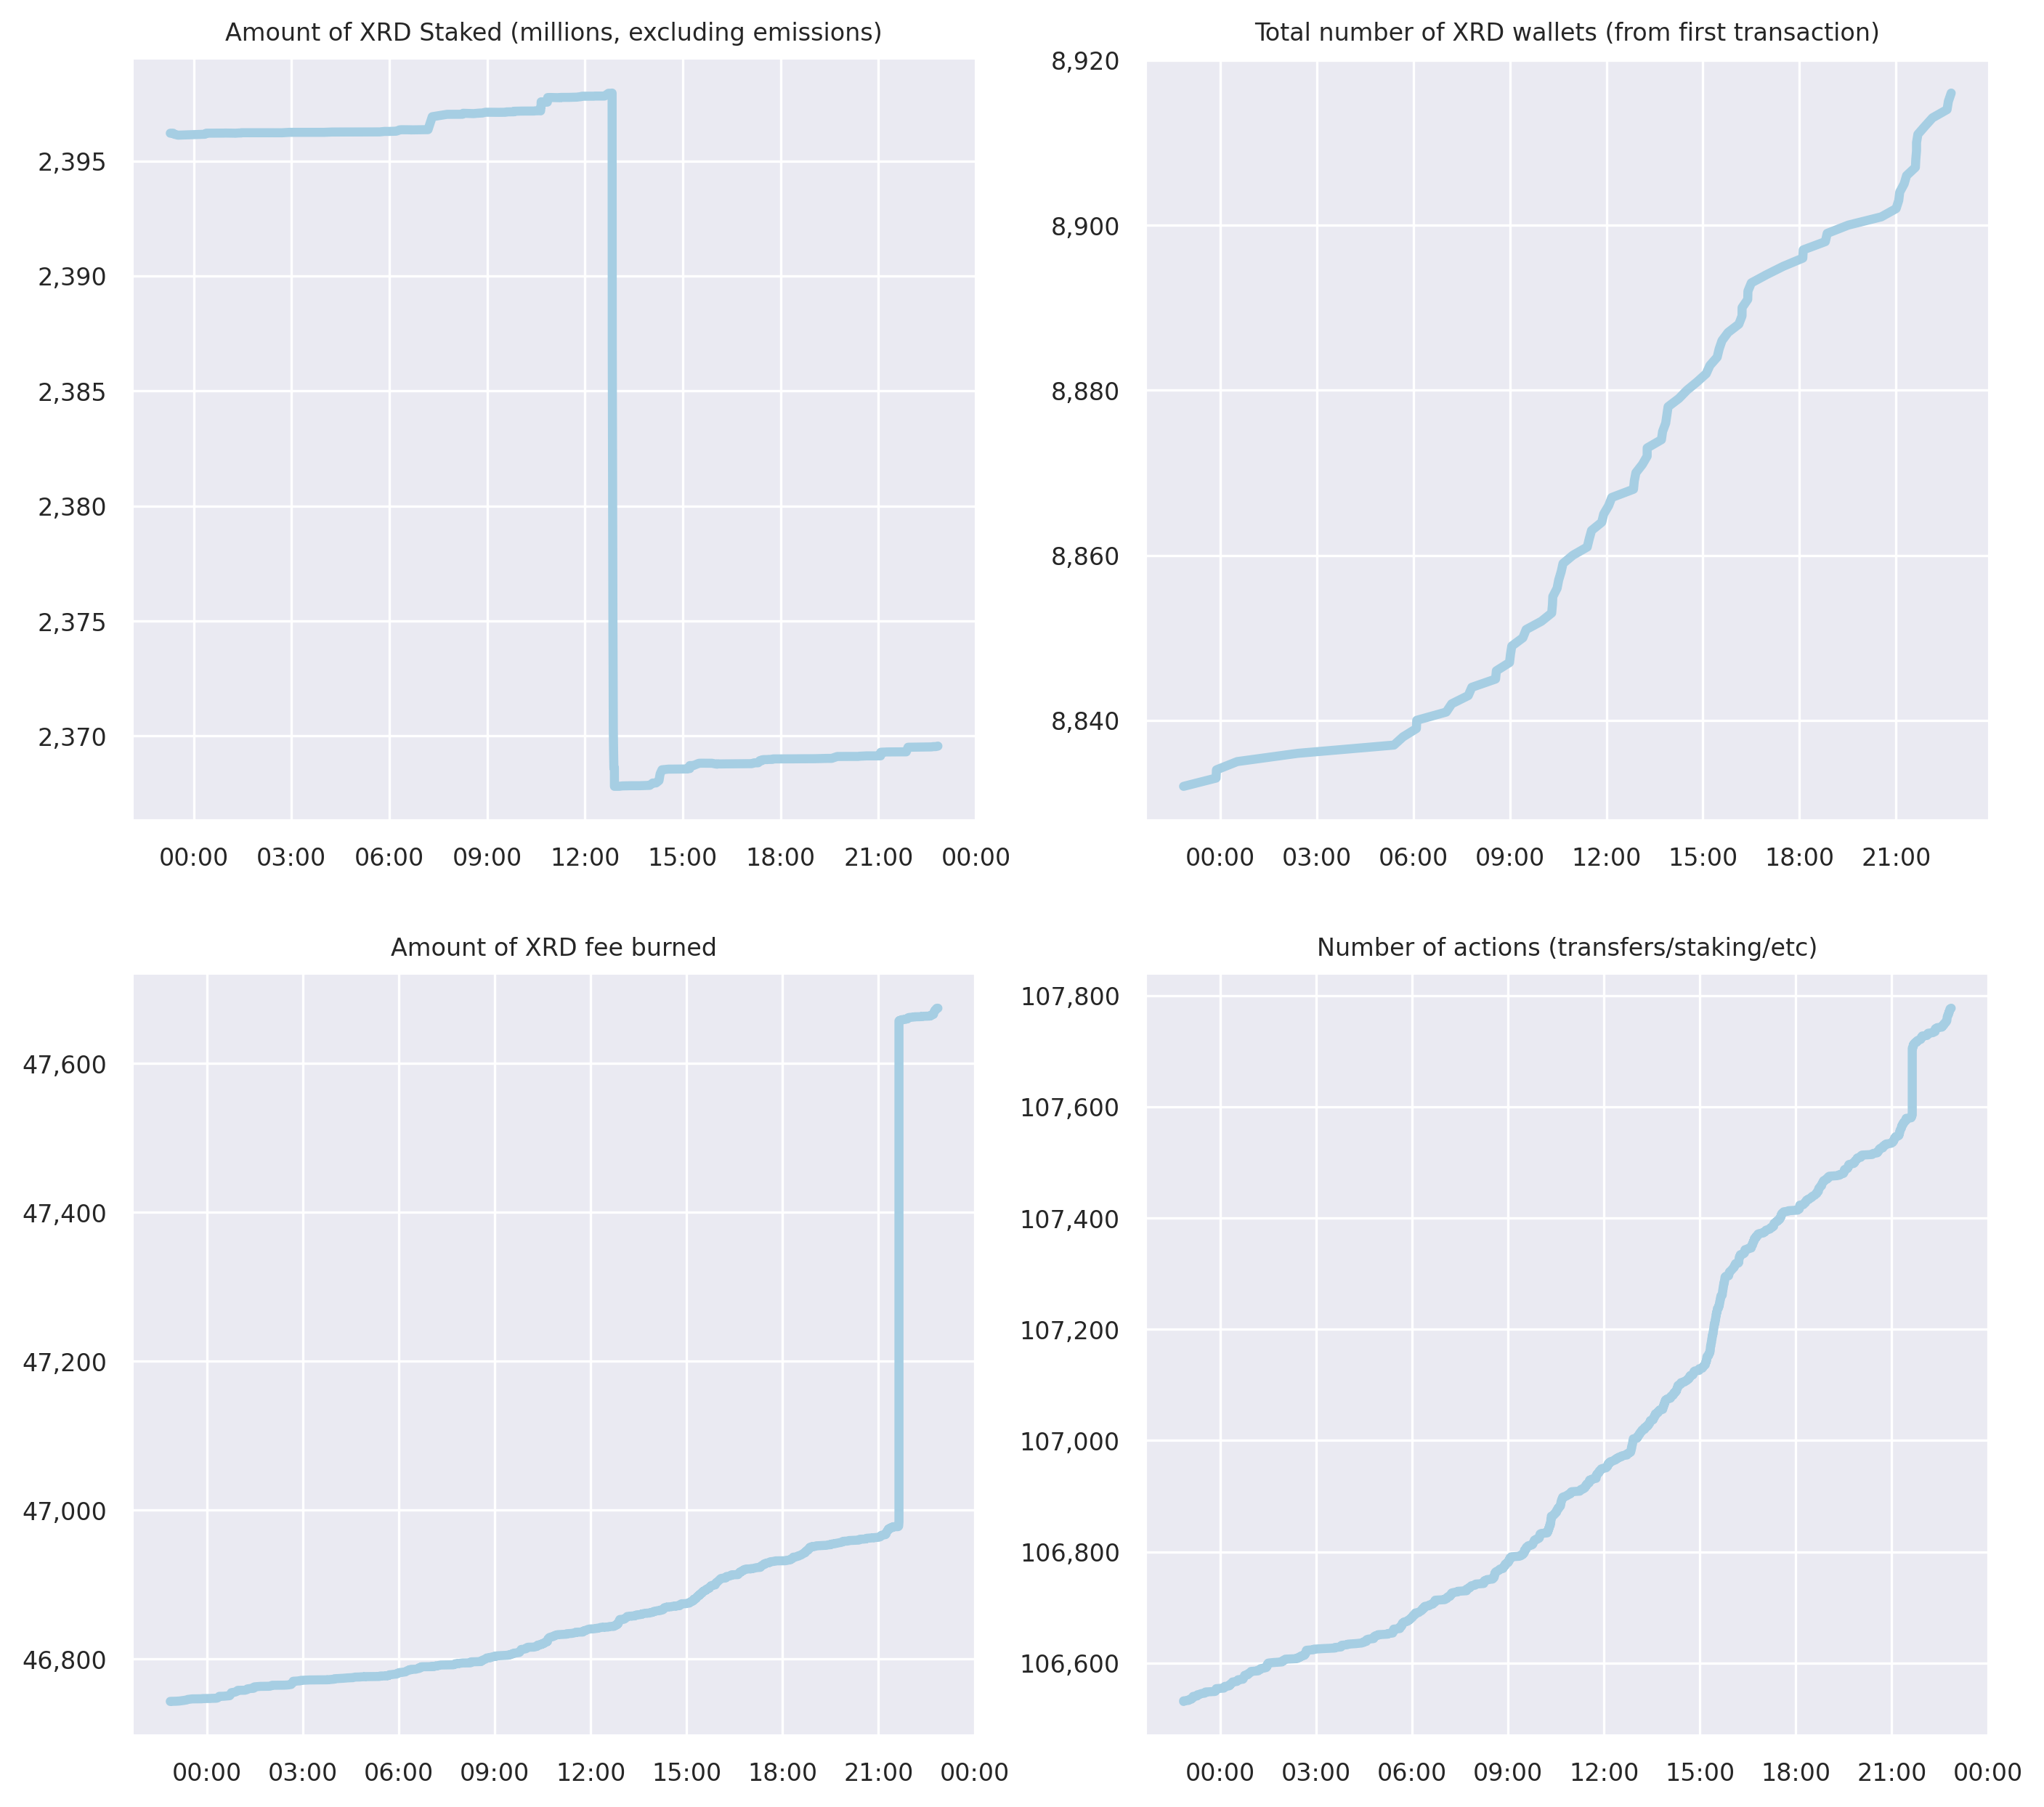 Amount of XRD Staked (millions, excluding emissions)
2,395
2,390
2,385
2,380
2,375
2,370
00:00 03:00 06:00 09:00 12:00 15:00 18:00 21:00 00:00
Total number of XRD wallets (from first transaction)
8,920
8,900
8,880
8,860
8,840
00:00 03:00 06:00 09:00 12:00 15:00 18:00 21:00
Amount of XRD fee burned
47,600
47,400
47,200
47,000
46,800
00:00 03:00 06:00 09:00 12:00 15:00 18:00 21:00 00:00
Number of actions (transfers/staking/etc)
107,800
107,600
107,400
107,200
107,000
106,800
106,600
00:00 03:00 06:00 09:00 12:00 15:00 18:00 21:00 00:00